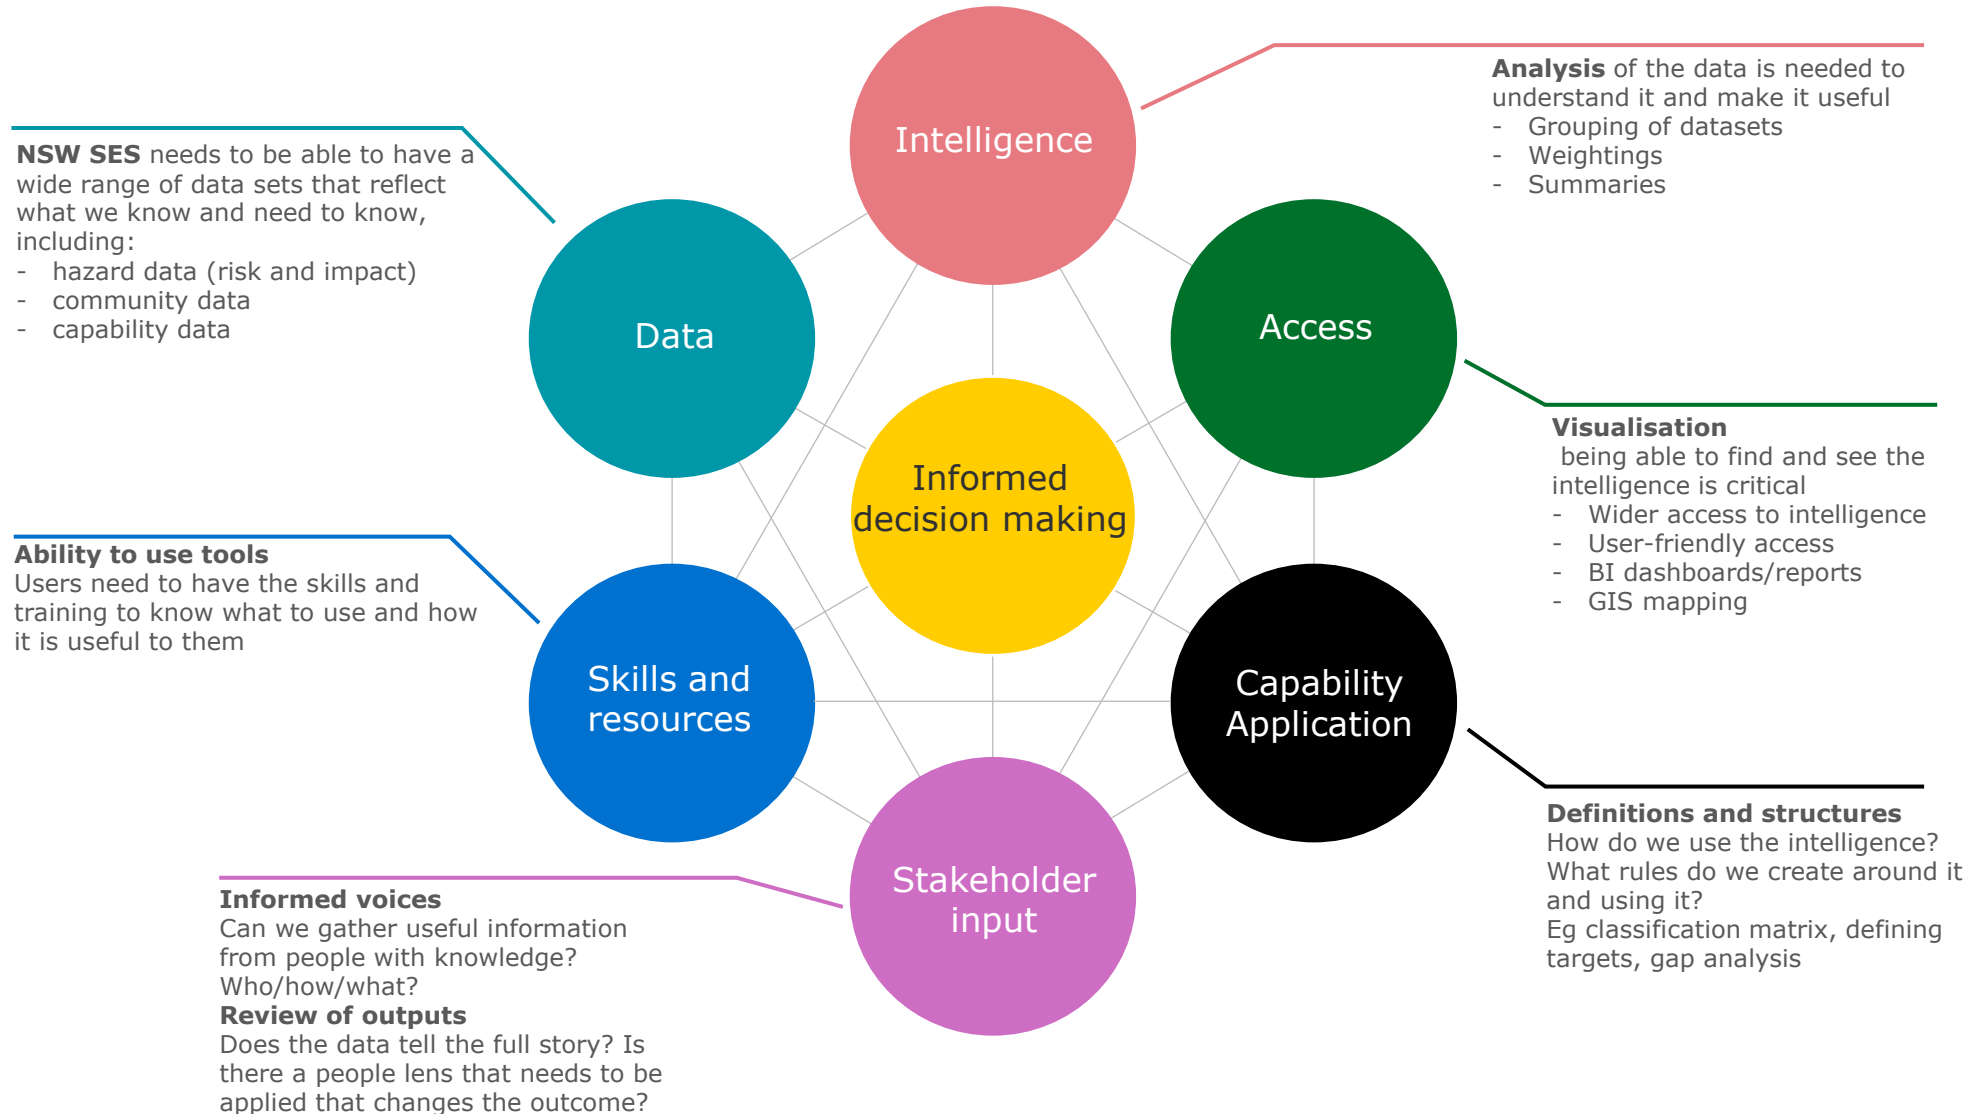 Intelligence
Analysis of the data is needed to
understand it and make it useful
- Grouping of datasets
- Weightings
- Summaries
NSW SES needs to be able to have a
wide range of data sets that reflect
what we know and need to know,
including:
- hazard data (risk and impact)
- community data
- capability data
Data
Access
Visualisation
being able to find and see the
intelligence is critical
- Wider access to intelligence
- User-friendly access
- BI dashboards/reports
- GIS mapping
Informed
decision making
Ability to use tools
Users need to have the skills and
training to know what to use and how
it is useful to them
Skills and
resources
Capability
Application
Definitions and structures
How do we use the intelligence?
What rules do we create around it
and using it?
Eg classification matrix, defining
targets, gap analysis
Stakeholder
input
Informed voices
Can we gather useful information
from people with knowledge?
Who/how/what?
Review of outputs
Does the data tell the full story? Is
there a people lens that needs to be
applied that changes the outcome?